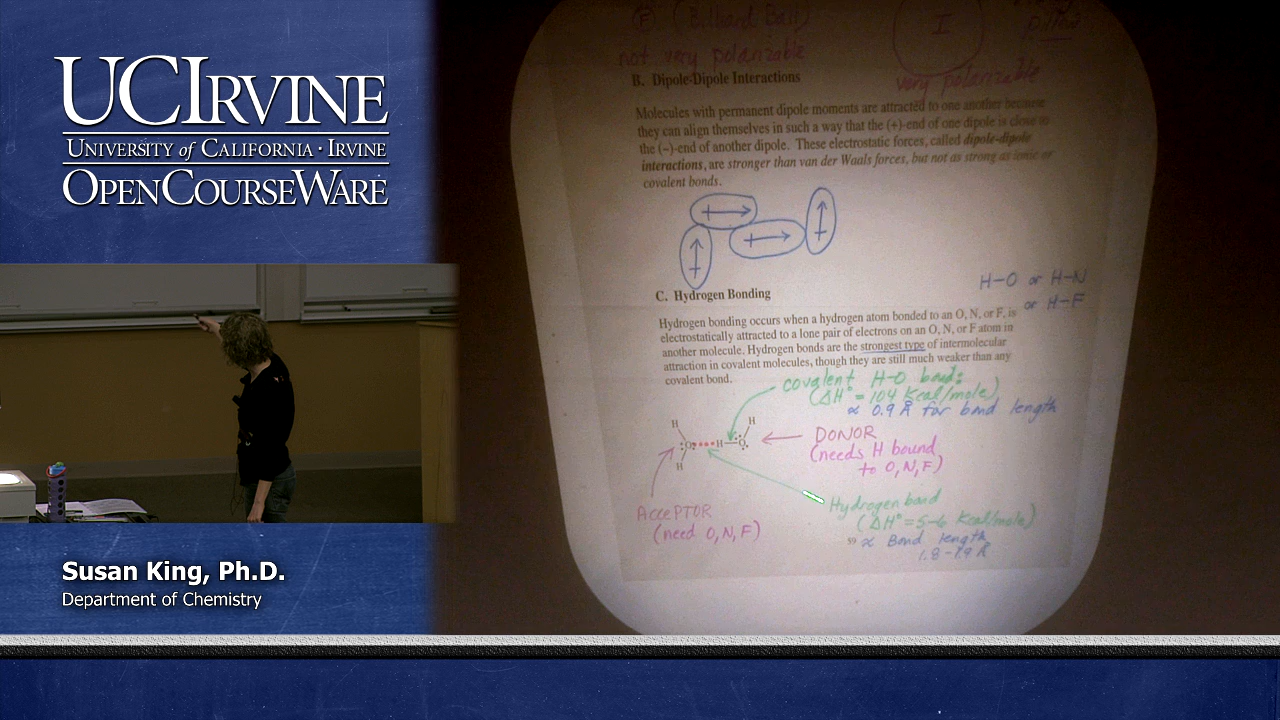 UCIRVINE
UNIVERSITY of CALIFORNIA · IRVINE
OPENCOURSEWARE
Susan King, Ph.D.
Department of Chemistry
F (Billiard Ball)
not very polarizable
I
very polarizable
B. Dipole-Dipole Interactions
Molecules with permanent dipole moments are attracted to one another because
they can align themselves in such a way that the (+)-end of one dipole is close to
the (–)-end of another dipole. These electrostatic forces, called dipole-dipole
interactions, are stronger than van der Waals forces, but not as strong as ionic or
covalent bonds.
C. Hydrogen Bonding
H-O or H-N
or H-F
Hydrogen bonding occurs when a hydrogen atom bonded to an O, N, or F, is
electrostatically attracted to a lone pair of electrons on an O, N, or F atom in
another molecule. Hydrogen bonds are the strongest type of intermolecular
attraction in covalent molecules, though they are still much weaker than any
covalent bond.
covalent H-O bond:
(ΔH° = 104 Kcal/mole)
∝ 0.9 Å for bond length
H H
:O: H—O:
H
DONOR
(needs H bound
to O, N, F)
ACCEPTOR
(need O, N, F)
Hydrogen bond
(ΔH° = 5-6 Kcal/mole)
59 ∝ Bond length
1.8-1.9 Å